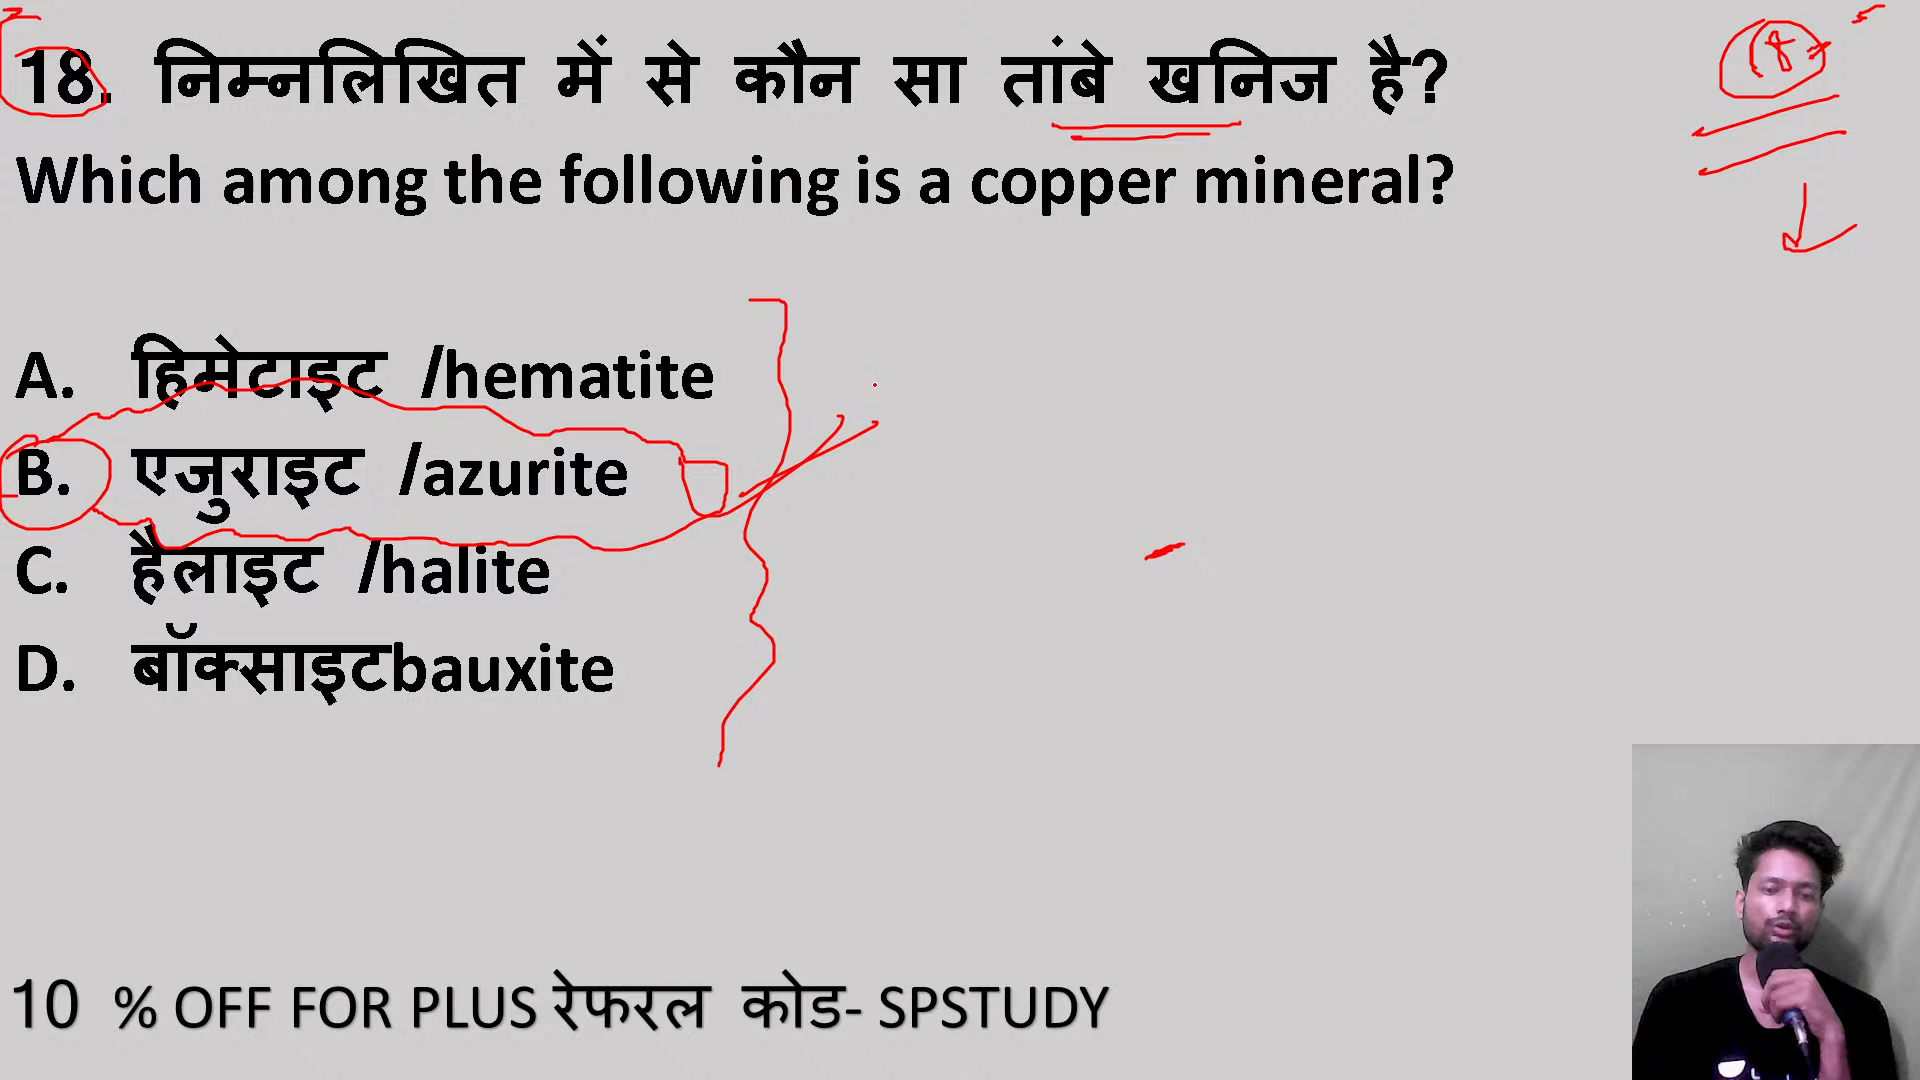 18. निम्नलिखित में से कौन सा तांबे खनिज है?
Which among the following is a copper mineral?
A. हिमेटाइट /hematite
B. एजुराइट /azurite
C. हैलाइट /halite
D. बॉक्साइटbauxite
10 % OFF FOR PLUS रेफरल कोड- SPSTUDY